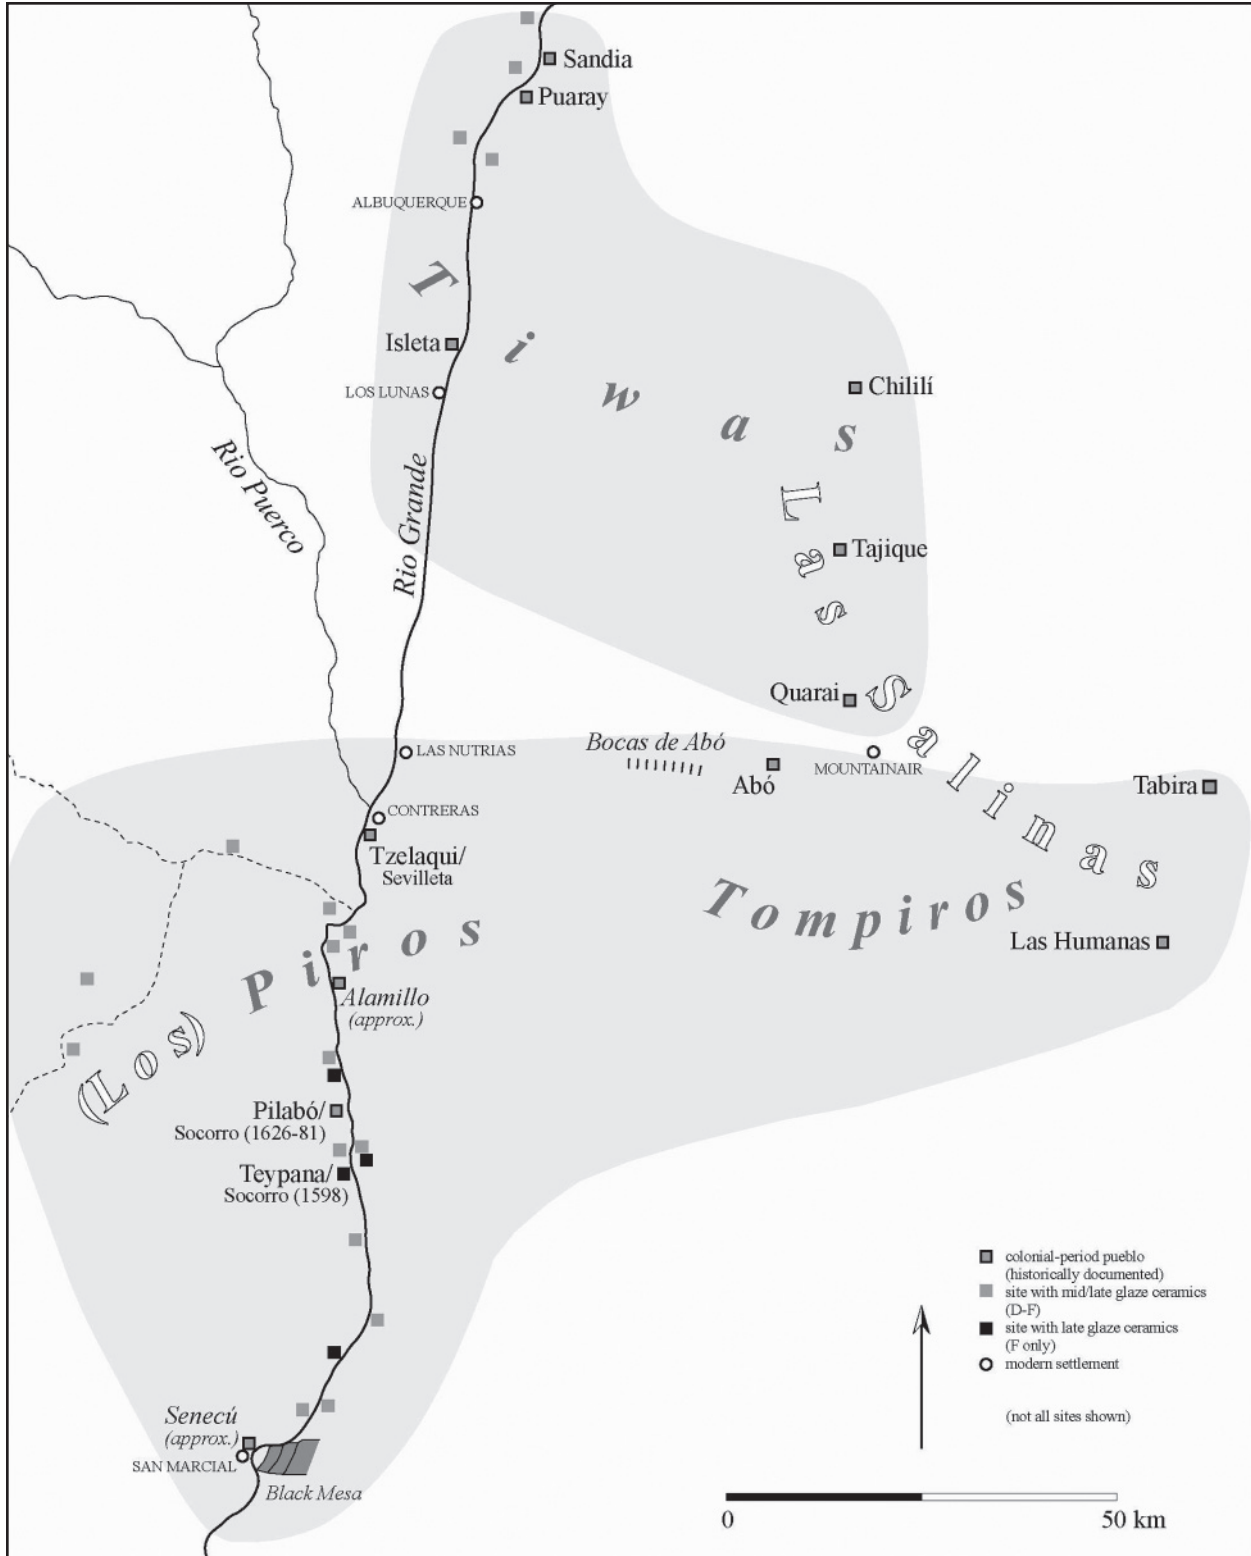 Sandia
Puaray
ALBUQUERQUE
Tiwas
Isleta
LOS LUNAS
Chililí
Rio Puerco
Rio Grande
Las Salinas
Tajique
Quarai
LAS NUTRIAS
Bocas de Abó
MOUNTAINAIR
Abó
Tabira
CONTRERAS
Tzelaqui/
Sevilleta
Tompiros
Las Humanas
(Los) Piros
Alamillo
(approx.)
Pilabó/
Socorro (1626-81)
Teypana/
Socorro (1598)
Senecú
(approx.)
SAN MARCIAL
Black Mesa
colonial-period pueblo
(historically documented)
site with mid/late glaze ceramics
(D-F)
site with late glaze ceramics
(F only)
modern settlement
(not all sites shown)
0 50 km